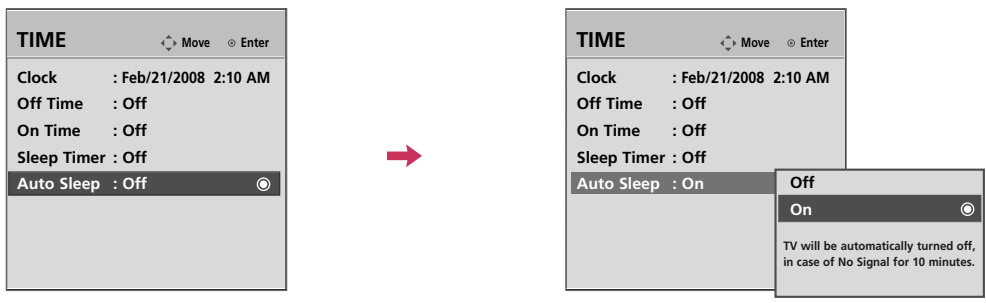 TIME Move Enter
Clock : Feb/21/2008 2:10 AM
Off Time : Off
On Time : Off
Sleep Timer : Off
Auto Sleep : Off
TIME Move Enter
Clock : Feb/21/2008 2:10 AM
Off Time : Off
On Time : Off
Sleep Timer : Off
Auto Sleep : On
Off
On
TV will be automatically turned off,
in case of No Signal for 10 minutes.